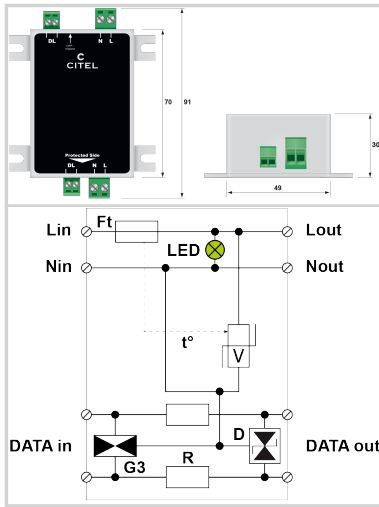 DL N L
C
CITEL
Protected Side
DL N L
70
91
30
49
Ft
Lin
Lout
LED
Nin
Nout
t°
V
DATA in
D
DATA out
R
G3